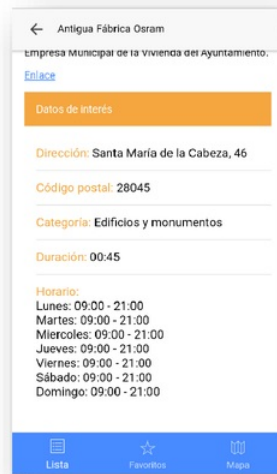 Antigua Fábrica Osram
Empresa Municipal de la Vivienda del Ayuntamiento.
Enlace
Datos de interés
Dirección: Santa María de la Cabeza, 46
Código postal: 28045
Categoría: Edificios y monumentos
Duración: 00:45
Horario:
Lunes: 09:00 - 21:00
Martes: 09:00 - 21:00
Miercoles: 09:00 - 21:00
Jueves: 09:00 - 21:00
Viernes: 09:00 - 21:00
Sábado: 09:00 - 21:00
Domingo: 09:00 - 21:00
Lista Favoritos Mapa